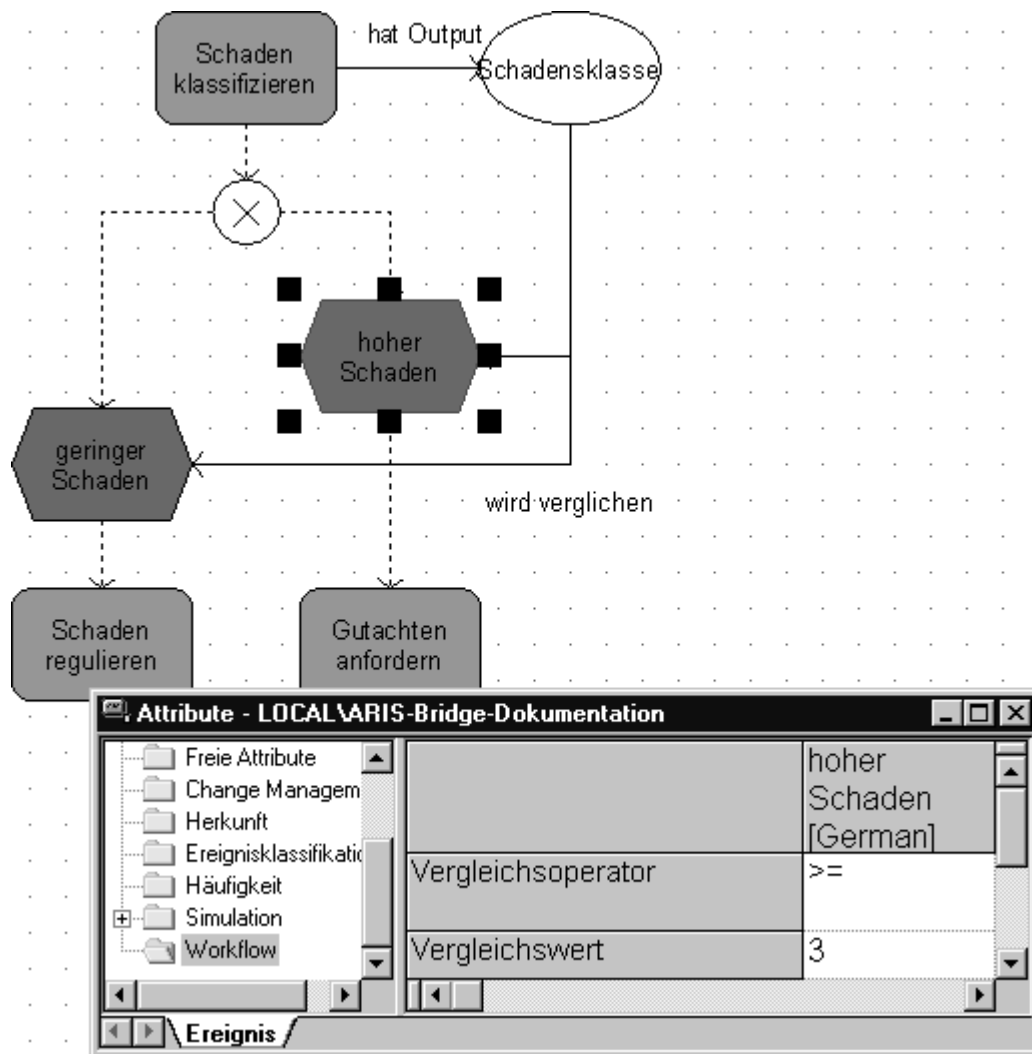 hat Output
Schaden
klassifizieren
Schadensklasse
hoher
Schaden
geringer
Schaden
wird verglichen
Schaden
regulieren
Gutachten
anfordern
Attribute - LOCAL\ARIS-Bridge-Dokumentation
Freie Attribute
Change Managem
Herkunft
Ereignisklassifikatio
Häufigkeit
Simulation
Workflow
hoher
Schaden
[German]
Vergleichsoperator >=
Vergleichswert 3
Ereignis